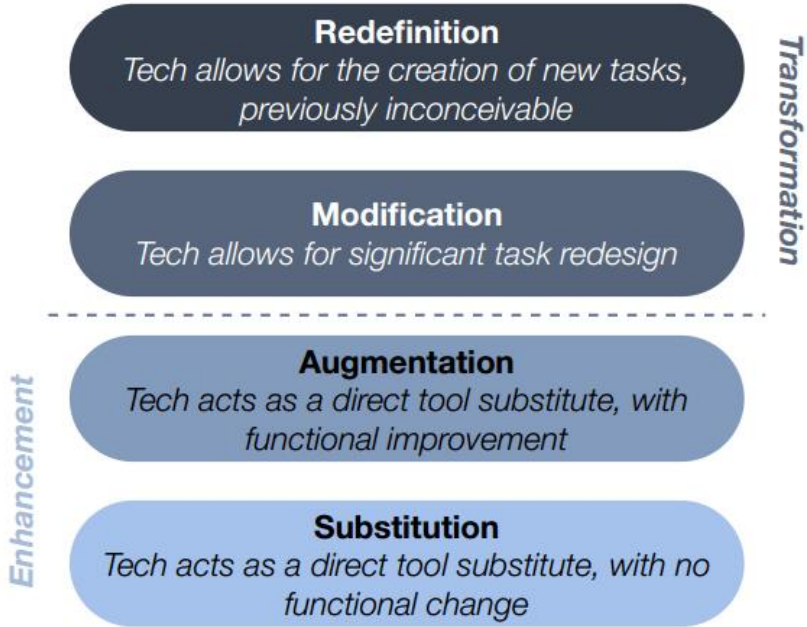 Redefinition
Tech allows for the creation of new tasks,
previously inconceivable
Transformation
Modification
Tech allows for significant task redesign
Augmentation
Tech acts as a direct tool substitute, with
functional improvement
Enhancement
Substitution
Tech acts as a direct tool substitute, with no
functional change